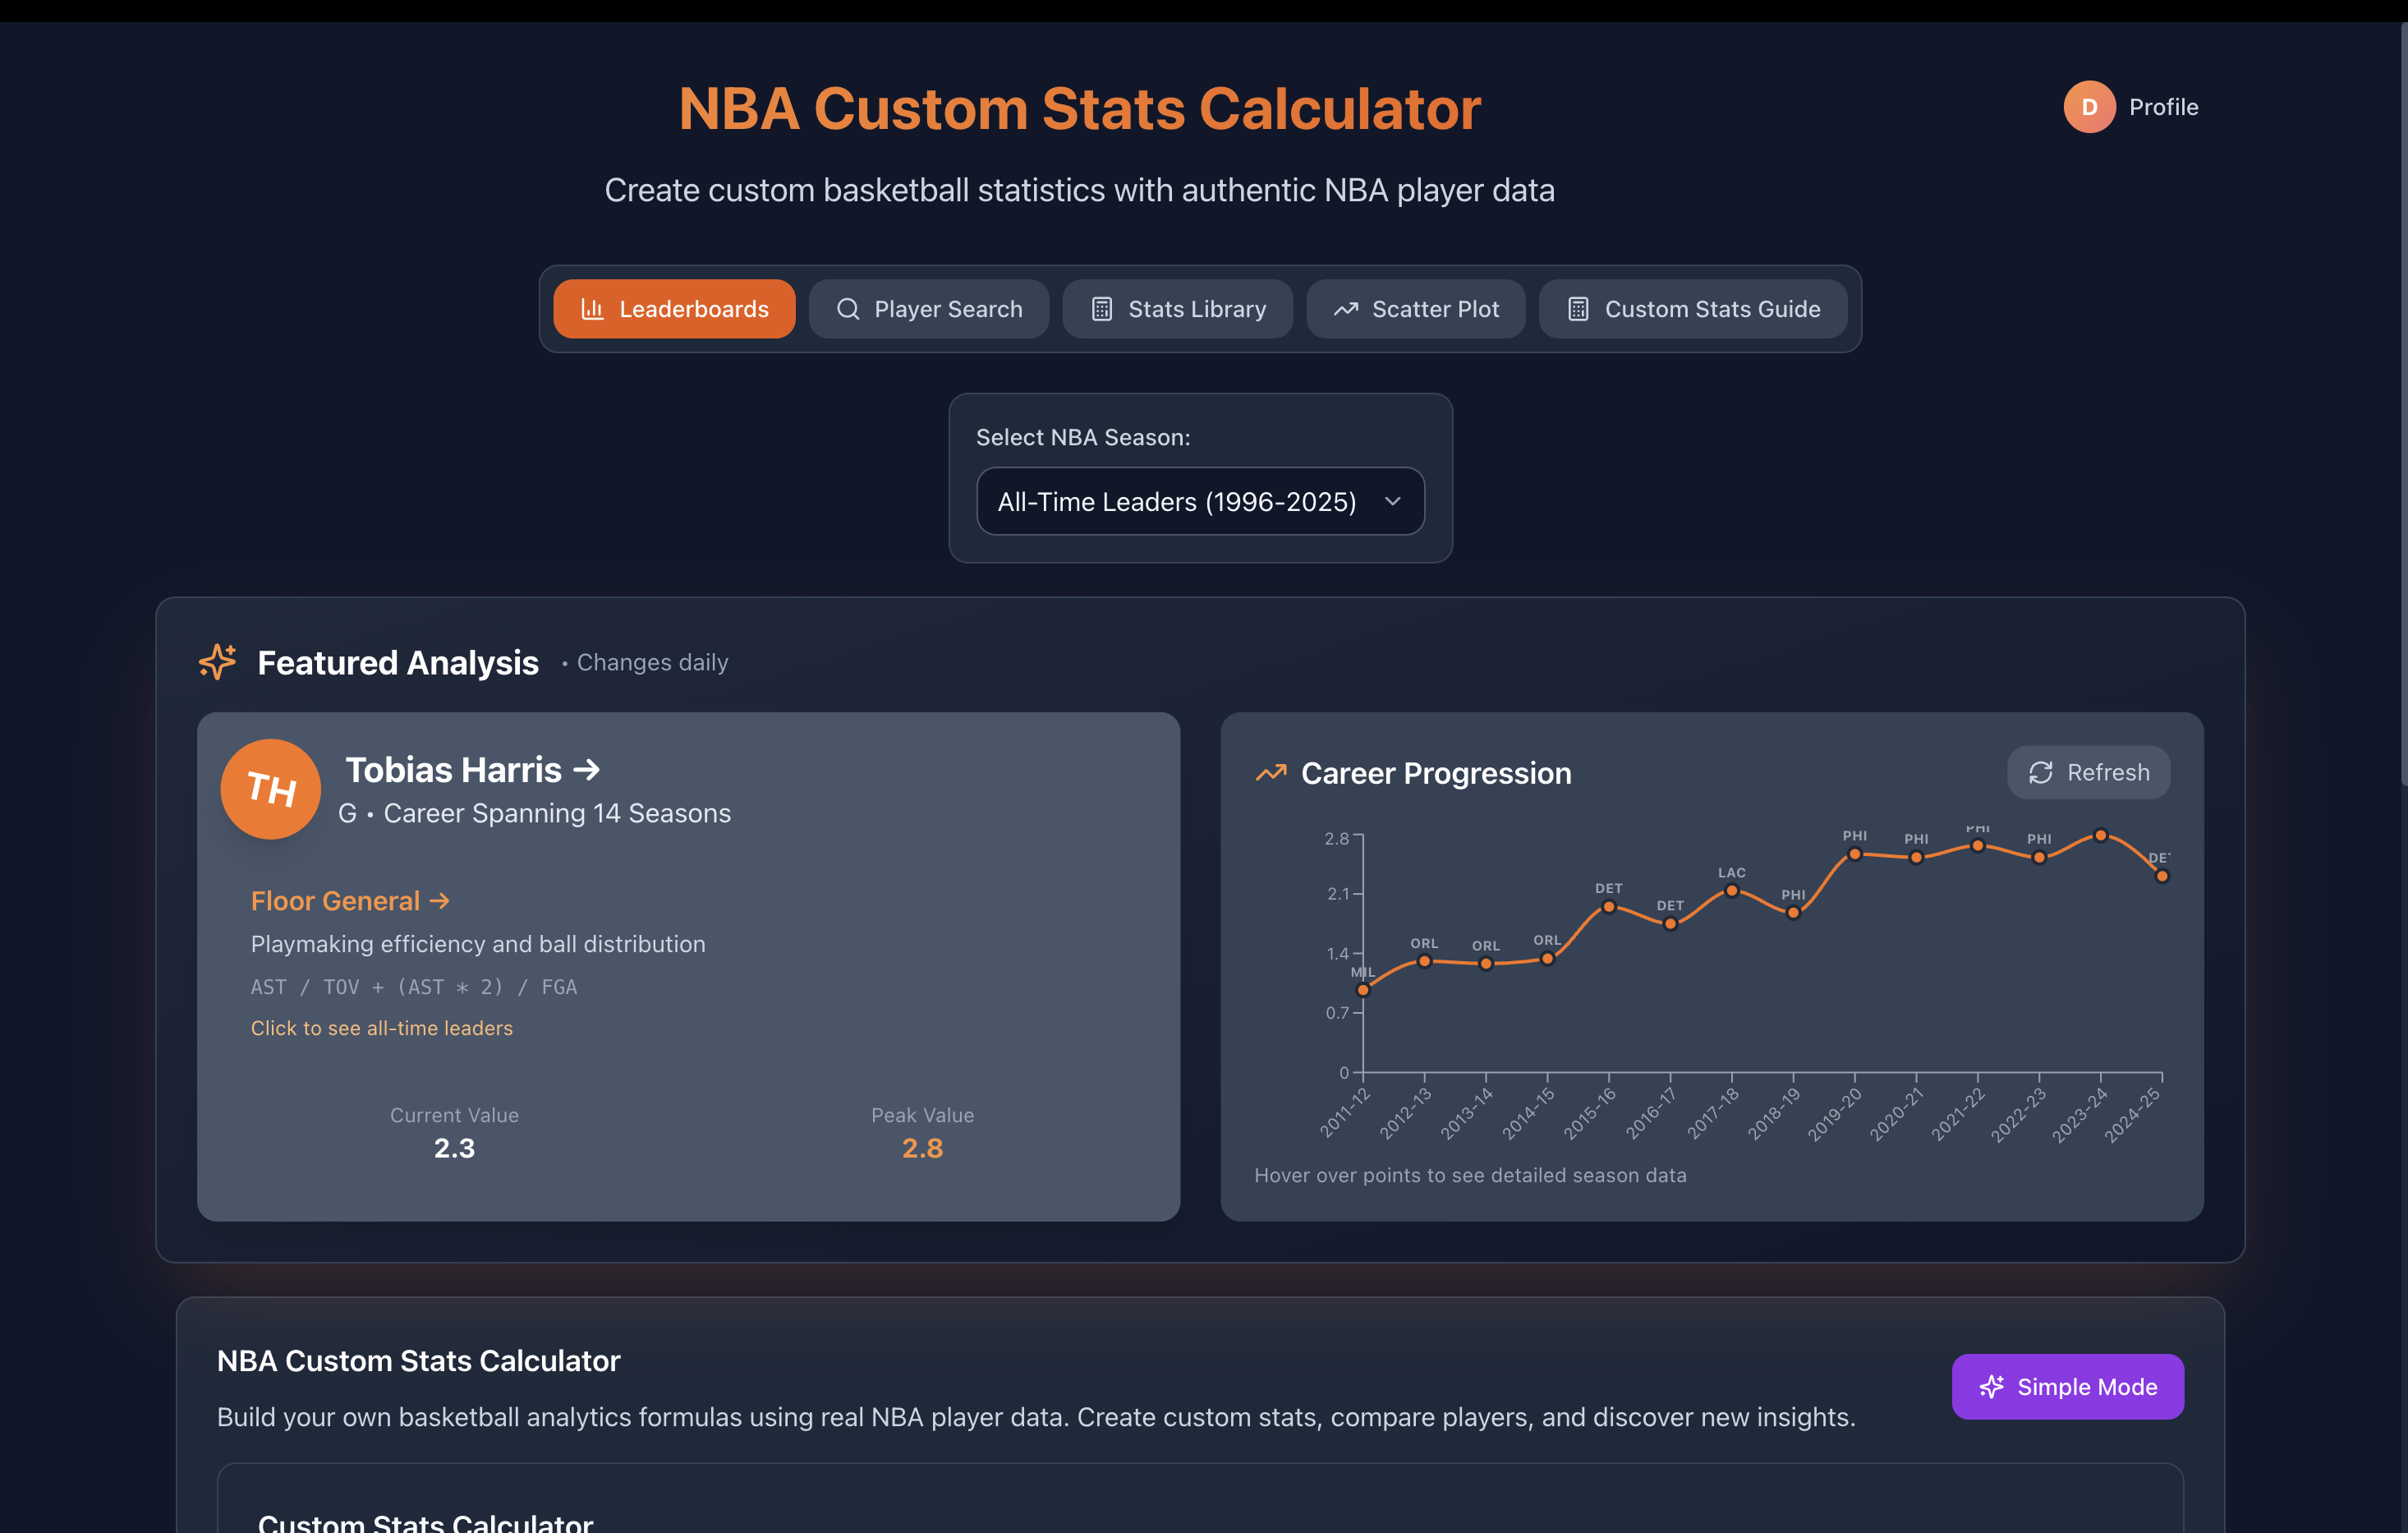 NBA Custom Stats Calculator
D Profile
Create custom basketball statistics with authentic NBA player data
Leaderboards
Player Search
Stats Library
Scatter Plot
Custom Stats Guide
Select NBA Season:
All-Time Leaders (1996-2025)
Featured Analysis • Changes daily
TH
Tobias Harris →
G • Career Spanning 14 Seasons
Floor General →
Playmaking efficiency and ball distribution
AST / TOV + (AST * 2) / FGA
Click to see all-time leaders
Current Value
2.3
Peak Value
2.8
Career Progression
Refresh
2.8
2.1
1.4
0.7
0
MIL
ORL
ORL
ORL
DET
DET
LAC
PHI
PHI
PHI
PHI
PHI
DET
2011-12
2012-13
2013-14
2014-15
2015-16
2016-17
2017-18
2018-19
2019-20
2020-21
2021-22
2022-23
2023-24
2024-25
Hover over points to see detailed season data
NBA Custom Stats Calculator
Simple Mode
Build your own basketball analytics formulas using real NBA player data. Create custom stats, compare players, and discover new insights.
Custom Stats Calculator